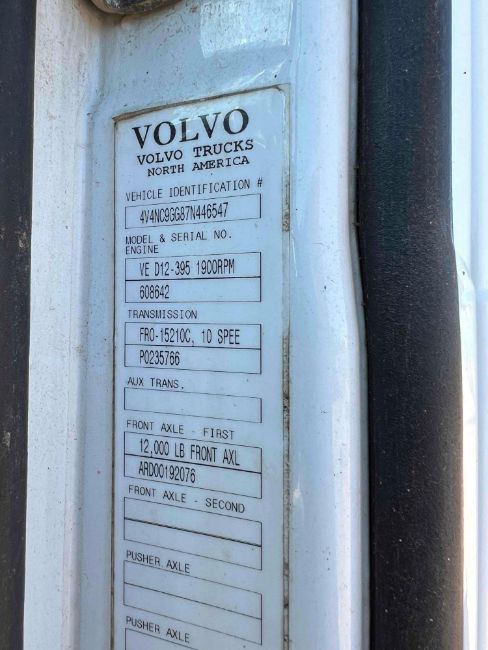 VOLVO
VOLVO TRUCKS
NORTH AMERICA
VEHICLE IDENTIFICATION #
4V4NC9GG87N446547
MODEL & SERIAL NO.
ENGINE
VE D12-395 1900RPM
608642
TRANSMISSION
FRO-15210C, 10 SPEE
P0235766
AUX TRANS.
FRONT AXLE - FIRST
12,000 LB FRONT AXL
ARD00192076
FRONT AXLE - SECOND
PUSHER AXLE
PUSHER AXLE